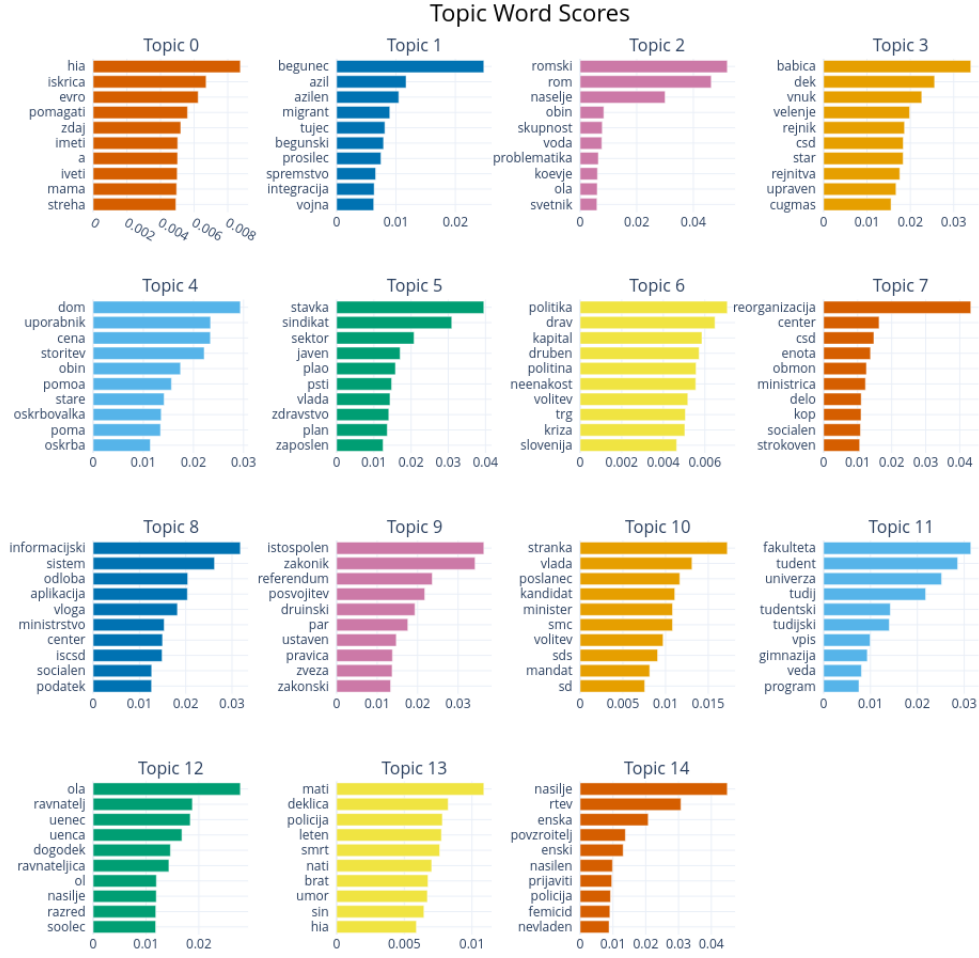 Topic Word Scores
Topic 0
hia
iskrica
evro
pomagati
zdaj
imeti
a
iveti
mama
streha
0
0.002
0.004
0.006
0.008
Topic 1
begunec
azil
azilen
migrant
tujec
begunski
prosilec
spremstvo
integracija
vojna
0
0.01
0.02
Topic 2
romski
rom
naselje
obin
skupnost
voda
problematika
koevje
ola
svetnik
0
0.02
0.04
Topic 3
babica
dek
vnuk
velenje
rejnik
csd
star
rejnitva
upraven
cugmas
0
0.01
0.02
0.03
Topic 4
dom
uporabnik
cena
storitev
obin
pomoa
stare
oskrbovalka
poma
oskrba
0
0.01
0.02
0.03
Topic 5
stavka
sindikat
sektor
javen
plao
psti
vlada
zdravstvo
plan
zaposlen
0
0.01
0.02
0.03
0.04
Topic 6
politika
drav
kapital
druben
politina
neenakost
volitev
trg
kriza
slovenija
0
0.002
0.004
0.006
Topic 7
reorganizacija
center
csd
enota
obmon
ministrica
delo
kop
socialen
strokoven
0
0.01
0.02
0.03
0.04
Topic 8
informacijski
sistem
odloba
aplikacija
vloga
ministrstvo
center
iscsd
socialen
podatek
0
0.01
0.02
0.03
Topic 9
istospolen
zakonik
referendum
posvojitev
druinski
par
ustaven
pravica
zveza
zakonski
0
0.01
0.02
0.03
Topic 10
stranka
vlada
poslanec
kandidat
minister
smc
volitev
sds
mandat
sd
0
0.005
0.01
0.015
Topic 11
fakulteta
tudent
univerza
tudij
tudentski
tudijski
vpis
gimnazija
veda
program
0
0.01
0.02
0.03
Topic 12
ola
ravnatelj
uenec
uenca
dogodek
ravnateljica
ol
nasilje
razred
soolec
0
0.01
0.02
Topic 13
mati
deklica
policija
leten
smrt
nati
brat
umor
sin
hia
0
0.005
0.01
Topic 14
nasilje
rtev
enska
povzroitelj
enski
nasilen
prijaviti
policija
femicid
nevladen
0
0.01
0.02
0.03
0.04